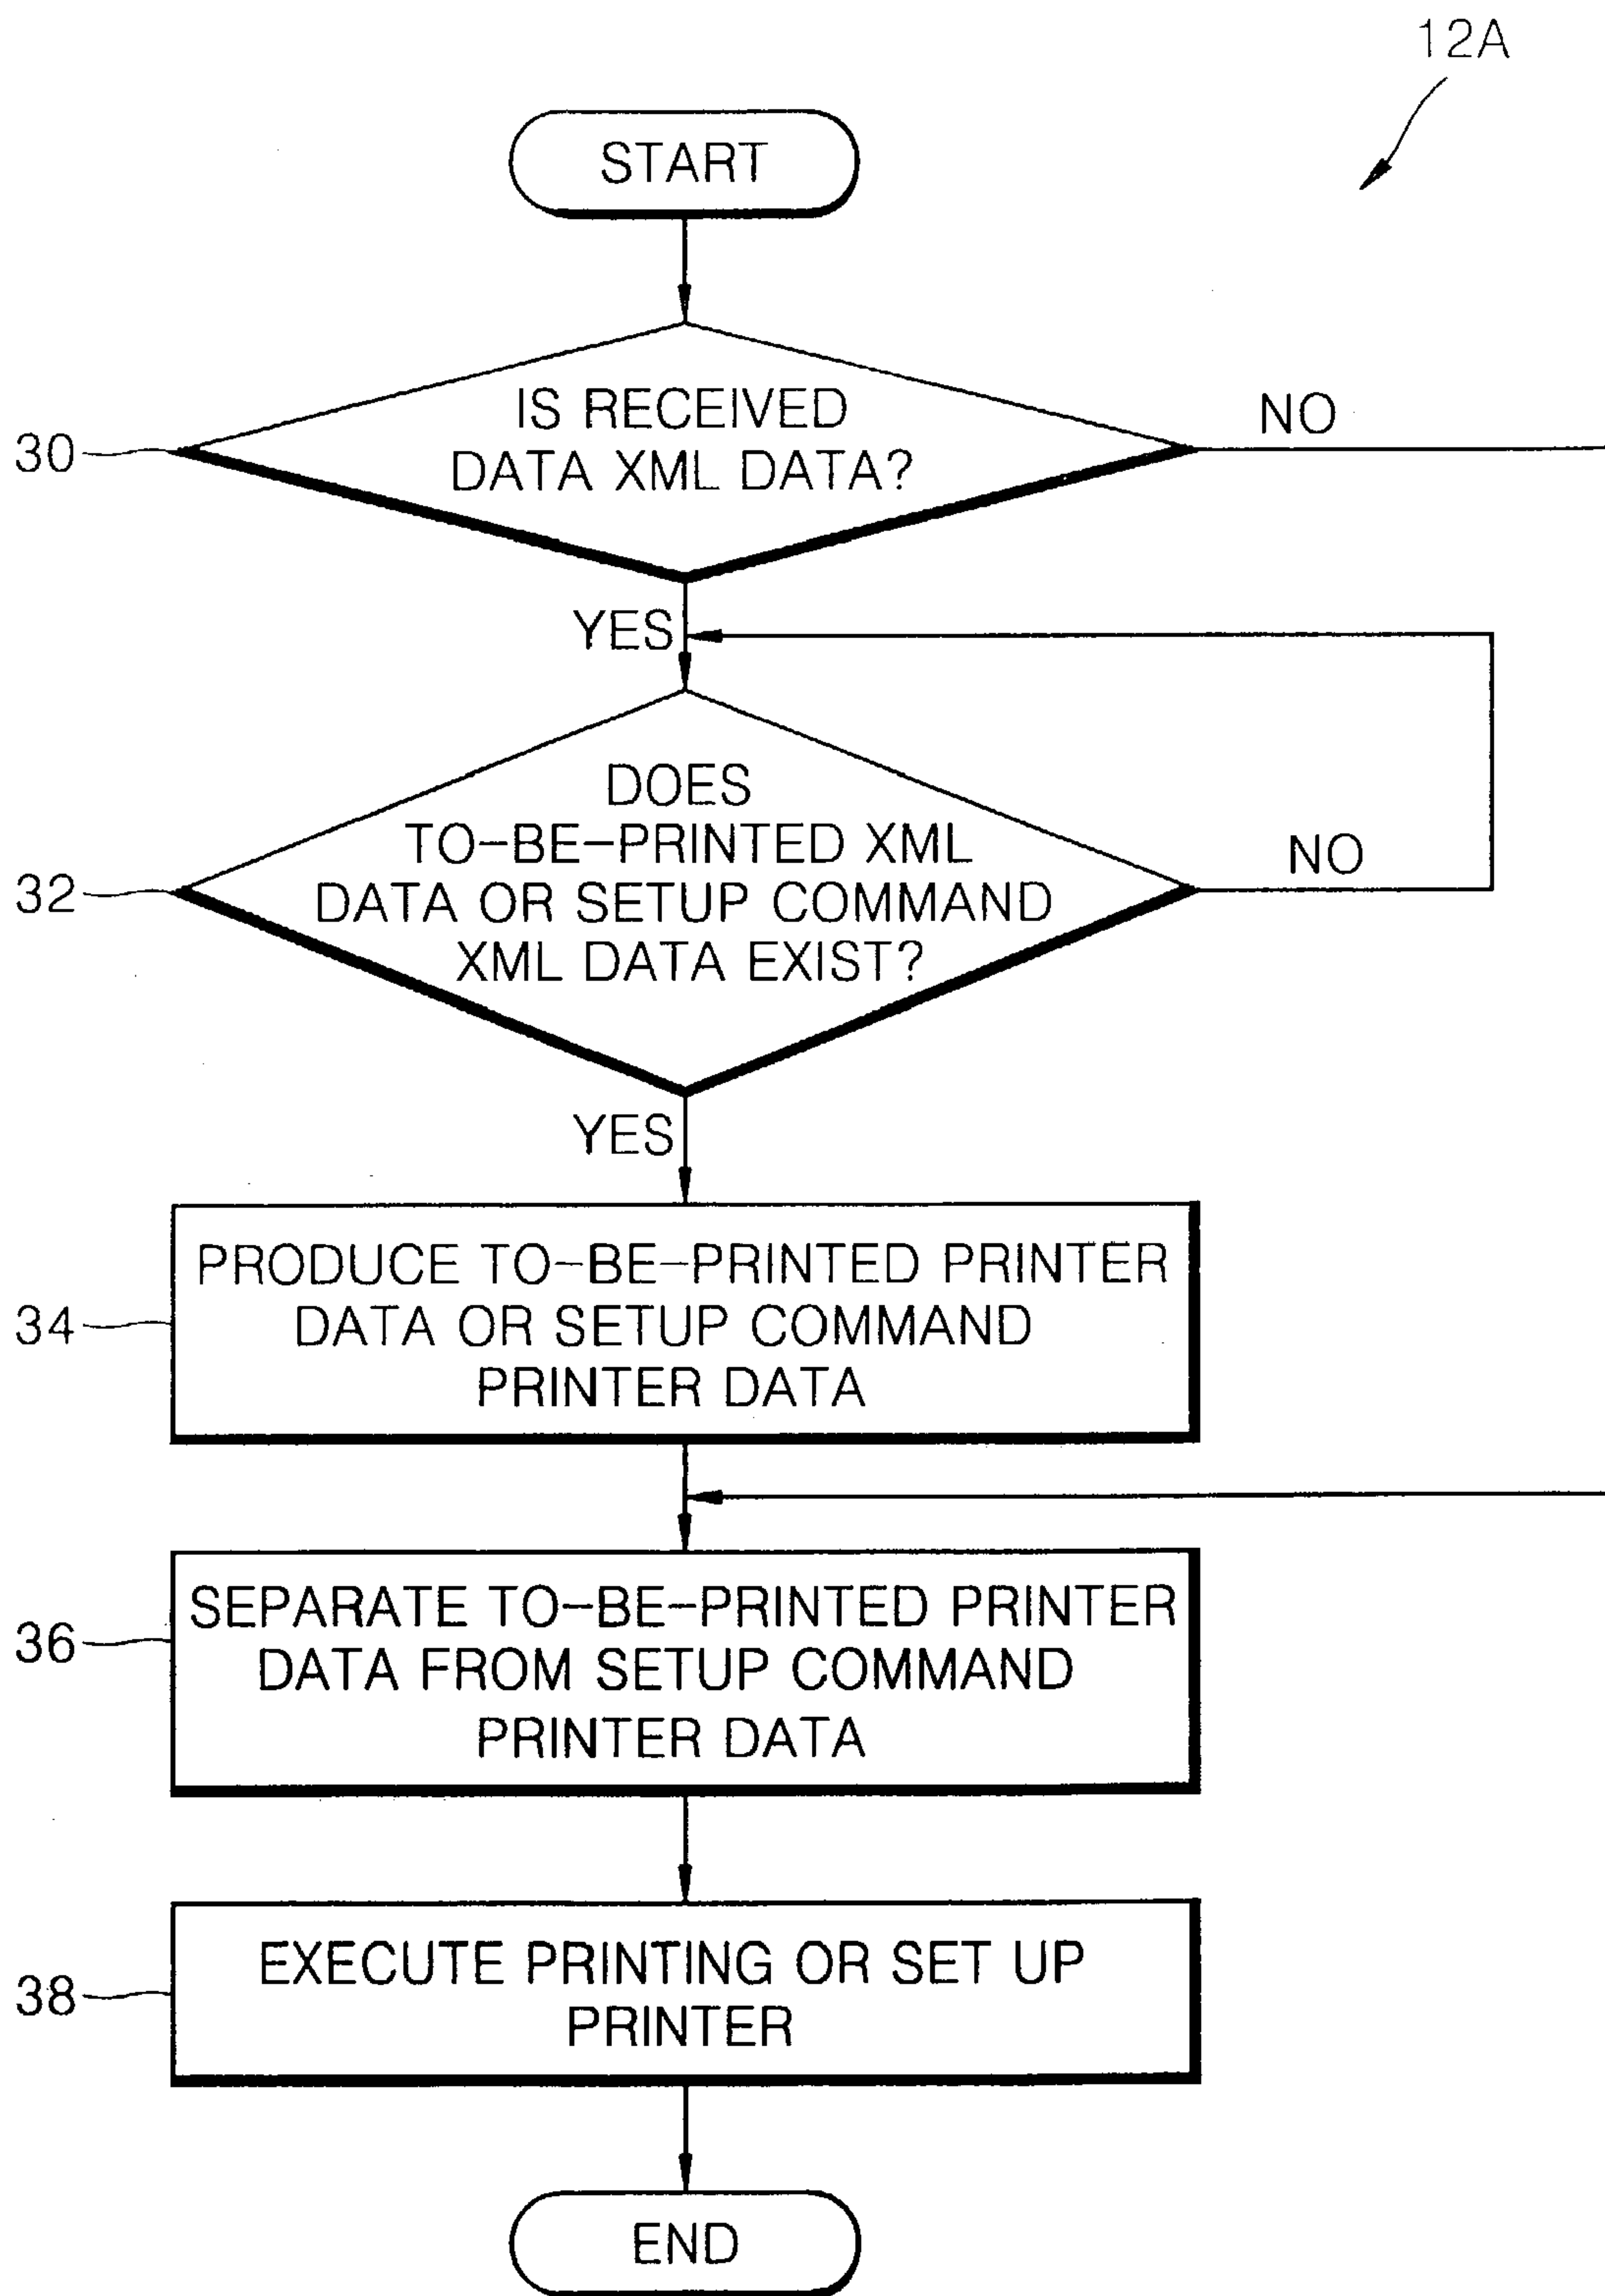 12A
START
30
IS RECEIVED
DATA XML DATA?
NO
YES
32
DOES
TO-BE-PRINTED XML
DATA OR SETUP COMMAND
XML DATA EXIST?
NO
YES
34
PRODUCE TO-BE-PRINTED PRINTER
DATA OR SETUP COMMAND
PRINTER DATA
36
SEPARATE TO-BE-PRINTED PRINTER
DATA FROM SETUP COMMAND
PRINTER DATA
38
EXECUTE PRINTING OR SET UP
PRINTER
END